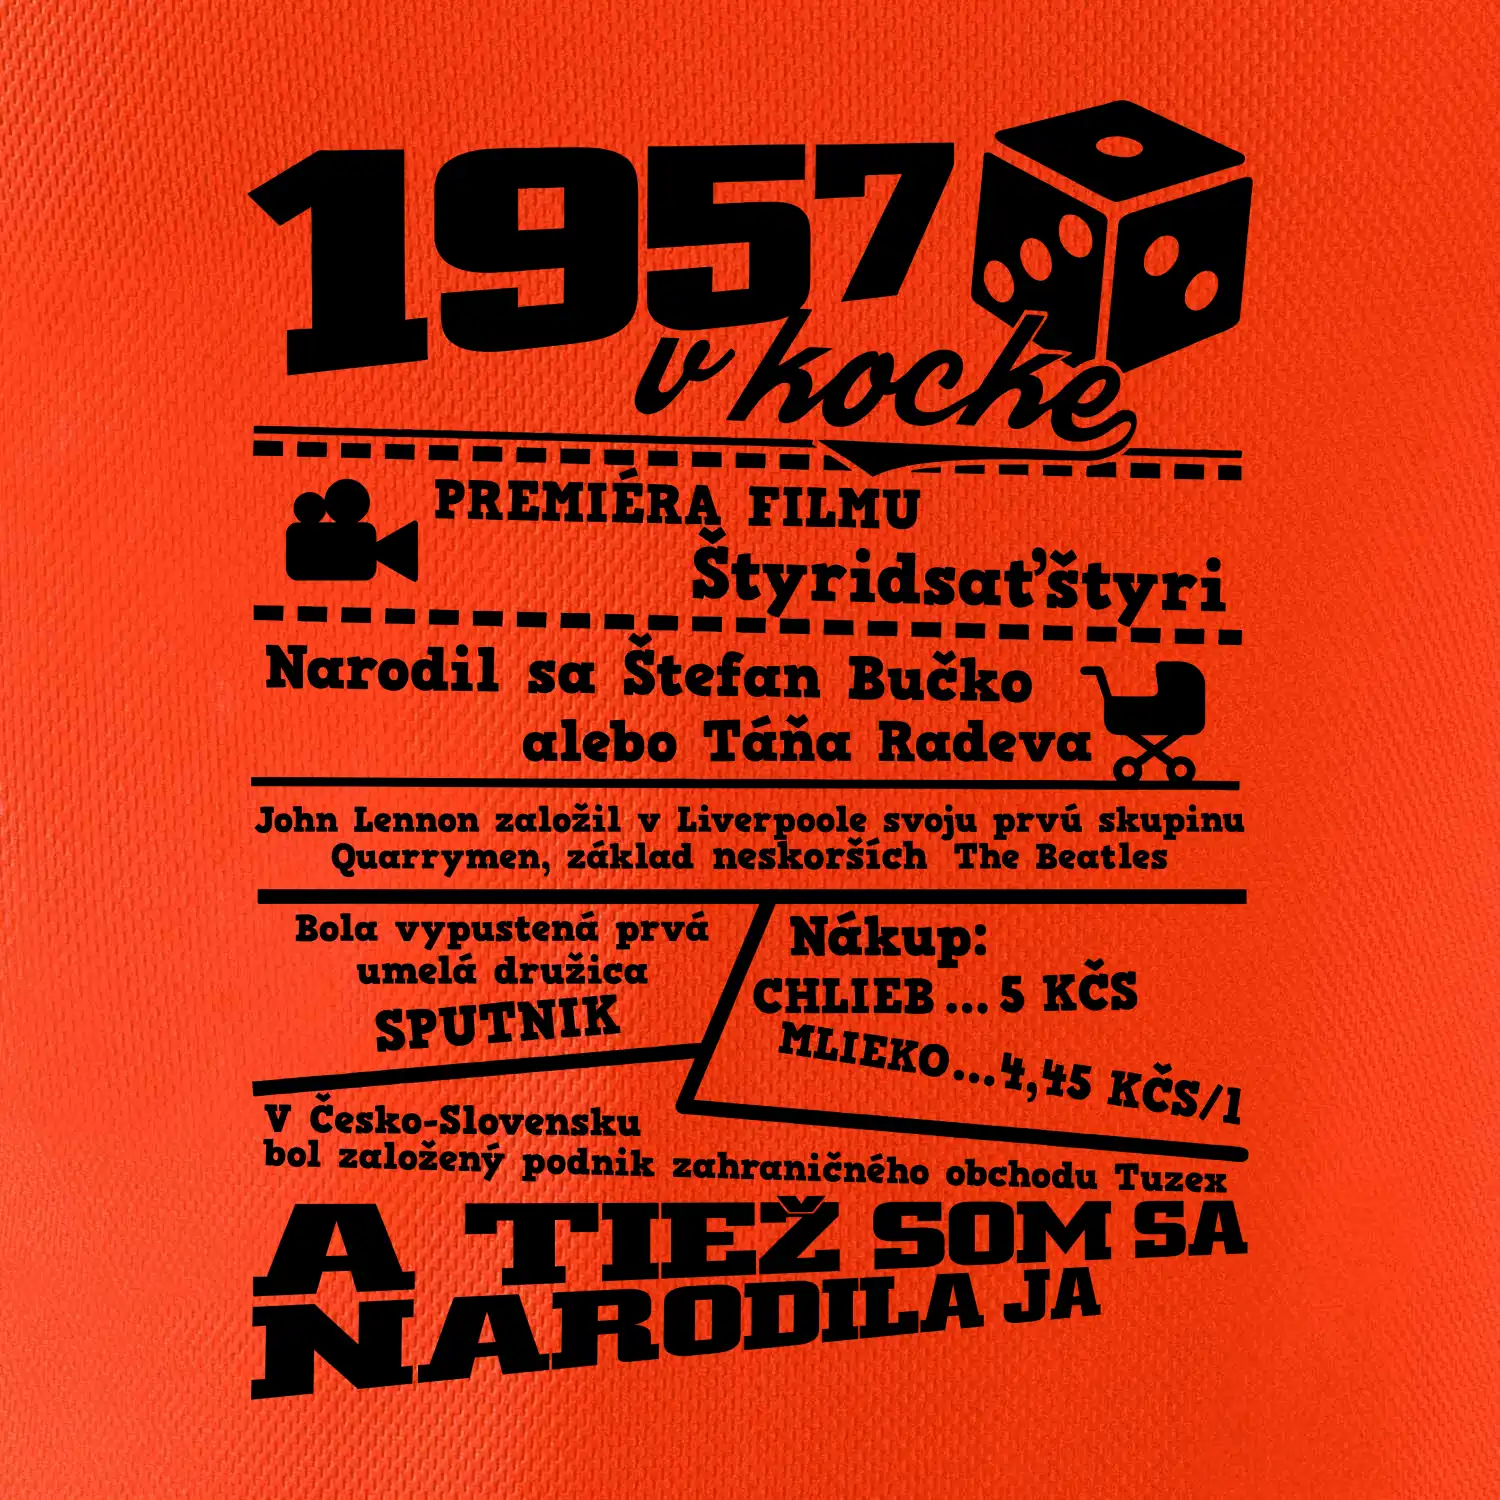 1957
v kocke
PREMIÉRA FILMU
Štyridsaťštyri
Narodil sa Štefan Bučko
alebo Táňa Radeva
John Lennon založil v Liverpoole svoju prvú skupinu
Quarrymen, základ neskorších The Beatles
Bola vypustená prvá
umelá družica
SPUTNIK
Nákup:
CHLIEB... 5 KČS
MLIEKO...4,45 KČS/l
V Česko-Slovensku
bol založený podnik zahraničného obchodu Tuzex
A TIEŽ SOM SA
NARODILA JA